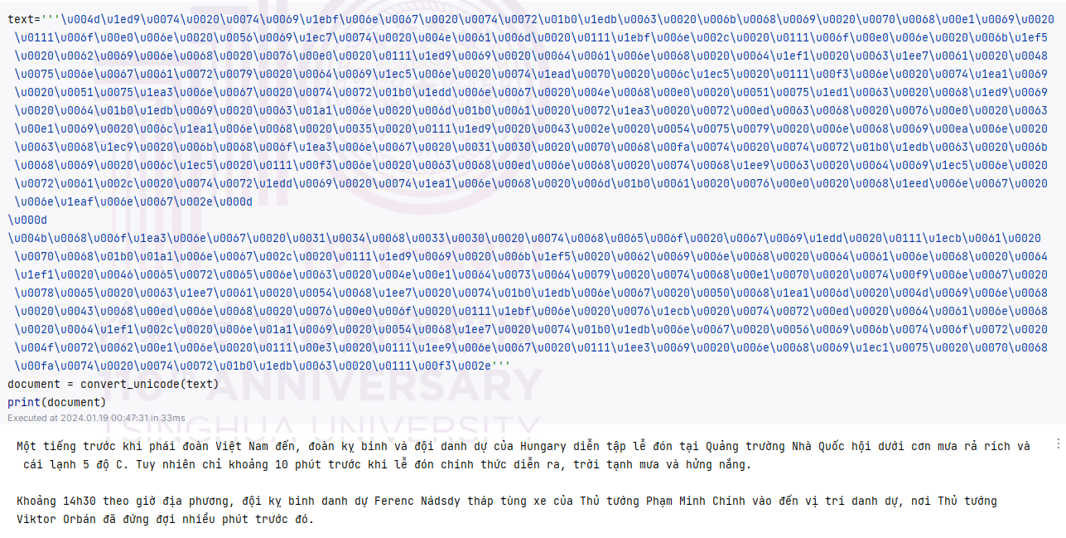 text='''\u004d\u1ed9\u0074\u0020\u0074\u0069\u1ebf\u006e\u0067\u0020\u0074\u0072\u01b0\u1edb\u0063\u0020\u006b\u0068\u0069\u0020\u0070\u0068\u00e1\u0069\u0020
\u0111\u006f\u00e0\u006e\u0020\u0056\u0069\u1ec7\u0074\u0020\u004e\u0061\u006d\u0020\u0111\u1ebf\u006e\u002c\u0020\u0111\u006f\u00e0\u006e\u0020\u006b\u1ef5
\u0020\u0062\u0069\u006e\u0068\u0020\u0076\u00e0\u0020\u0111\u1ed9\u0069\u0020\u0064\u0061\u006e\u0068\u0020\u0064\u1ef1\u0020\u0063\u1ee7\u0061\u0020\u0048
\u0075\u006e\u0067\u0061\u0072\u0079\u0020\u0064\u0069\u1ec5\u006e\u0020\u0074\u1ead\u0070\u0020\u006c\u1ec5\u0020\u0111\u00f3\u006e\u0020\u0074\u1ea1\u0069
\u0020\u0051\u0075\u1ea3\u006e\u0067\u0020\u0074\u0072\u01b0\u1edd\u006e\u0067\u0020\u004e\u0068\u00e0\u0020\u0051\u0075\u1ed1\u0063\u0020\u0068\u1ed9\u0069
\u0020\u0064\u01b0\u1edb\u0069\u0020\u0063\u01a1\u006e\u0020\u006d\u01b0\u0061\u0020\u0072\u1ea3\u0020\u0072\u00ed\u0063\u0068\u0020\u0076\u00e0\u0020\u0063
\u00e1\u0069\u0020\u006c\u1ea1\u006e\u0068\u0020\u0035\u0020\u0111\u1ed9\u0020\u0043\u002e\u0020\u0054\u0075\u0079\u0020\u006e\u0068\u0069\u00ea\u006e\u0020
\u0063\u0068\u1ec9\u0020\u006b\u0068\u006f\u1ea3\u006e\u0067\u0020\u0031\u0030\u0020\u0070\u0068\u00fa\u0074\u0020\u0074\u0072\u01b0\u1edb\u0063\u0020\u006b
\u0068\u0069\u0020\u006c\u1ec5\u0020\u0111\u00f3\u006e\u0020\u0063\u0068\u00ed\u006e\u0068\u0020\u0074\u0068\u1ee9\u0063\u0020\u0064\u0069\u1ec5\u006e\u0020
\u0072\u0061\u002c\u0020\u0074\u0072\u1edd\u0069\u0020\u0074\u1ea1\u006e\u0068\u0020\u006d\u01b0\u0061\u0020\u0076\u00e0\u0020\u0068\u1eed\u006e\u0067\u0020
\u006e\u1eaf\u006e\u0067\u002e\u000d
\u000d
\u004b\u0068\u006f\u1ea3\u006e\u0067\u0020\u0031\u0034\u0068\u0033\u0030\u0020\u0074\u0068\u0065\u006f\u0020\u0067\u0069\u1edd\u0020\u0111\u1ecb\u0061\u0020
\u0070\u0068\u01b0\u01a1\u006e\u0067\u002c\u0020\u0111\u1ed9\u0069\u0020\u006b\u1ef5\u0020\u0062\u0069\u006e\u0068\u0020\u0064\u0061\u006e\u0068\u0020\u0064
\u1ef1\u0020\u0046\u0065\u0072\u0065\u006e\u0063\u0020\u004e\u00e1\u0064\u0073\u0064\u0079\u0020\u0074\u0068\u00e1\u0070\u0020\u0074\u00f9\u006e\u0067\u0020
\u0078\u0065\u0020\u0063\u1ee7\u0061\u0020\u0054\u0068\u1ee7\u0020\u0074\u01b0\u1edb\u006e\u0067\u0020\u0050\u0068\u1ea1\u006d\u0020\u004d\u0069\u006e\u0068
\u0020\u0043\u0068\u00ed\u006e\u0068\u0020\u0076\u00e0\u006f\u0020\u0111\u1ebf\u006e\u0020\u0076\u1ecb\u0020\u0074\u0072\u00ed\u0020\u0064\u0061\u006e\u0068
\u0020\u0064\u1ef1\u002c\u0020\u006e\u01a1\u0069\u0020\u0054\u0068\u1ee7\u0020\u0074\u01b0\u1edb\u006e\u0067\u0020\u0056\u0069\u006b\u0074\u006f\u0072\u0020
\u004f\u0072\u0062\u00e1\u006e\u0020\u0111\u00e3\u0020\u0111\u1ee9\u006e\u0067\u0020\u0111\u1ee3\u0069\u0020\u006e\u0068\u0069\u1ec1\u0075\u0020\u0070\u0068
\u00fa\u0074\u0020\u0074\u0072\u01b0\u1edb\u0063\u0020\u0111\u00f3\u002e'''
document = convert_unicode(text)
print(document)
110TH ANNIVERSARY
Executed at 2024.01.19 00:47:31 in 33ms
TSINGHUA UNIVERSITY
Một tiếng trước khi phái đoàn Việt Nam đến, đoàn kỵ binh và đội danh dự của Hungary diễn tập lễ đón tại Quảng trường Nhà Quốc hội dưới cơn mưa rả rích và
cái lạnh 5 độ C. Tuy nhiên chỉ khoảng 10 phút trước khi lễ đón chính thức diễn ra, trời tạnh mưa và hửng nắng.
Khoảng 14h30 theo giờ địa phương, đội kỵ binh danh dự Ferenc Nádsdy tháp tùng xe của Thủ tướng Phạm Minh Chính vào đến vị trí danh dự, nơi Thủ tướng
Viktor Orbán đã đứng đợi nhiều phút trước đó.